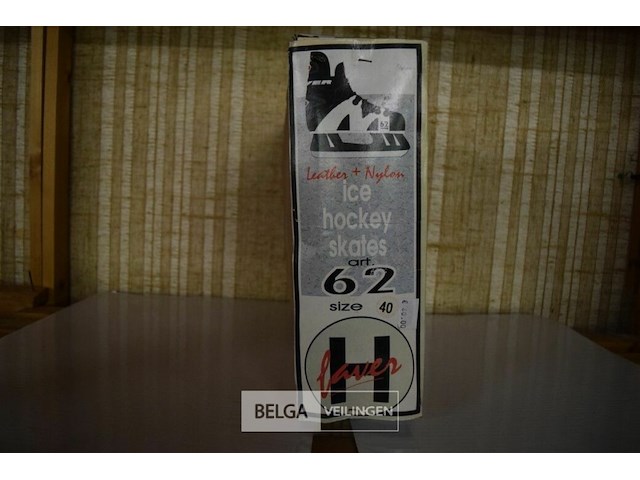 Leather + Nylon
ice
hockey
skates
art.
62
size 40
H
faver
BELGA VEILINGEN